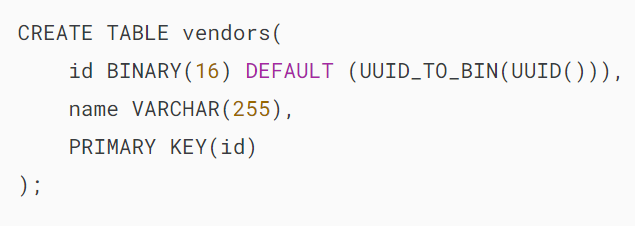 CREATE TABLE vendors(
    id BINARY(16) DEFAULT (UUID_TO_BIN(UUID())),
    name VARCHAR(255),
    PRIMARY KEY(id)
);